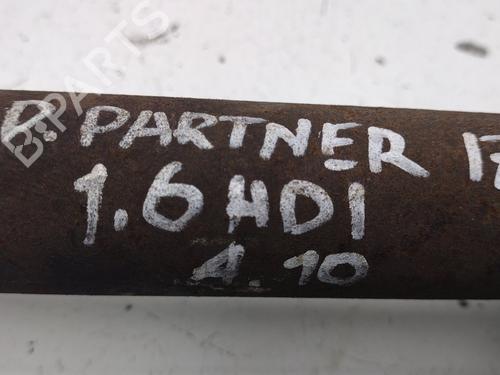 P. PARTNER
1.6 HDI
4.10
B-PARTS